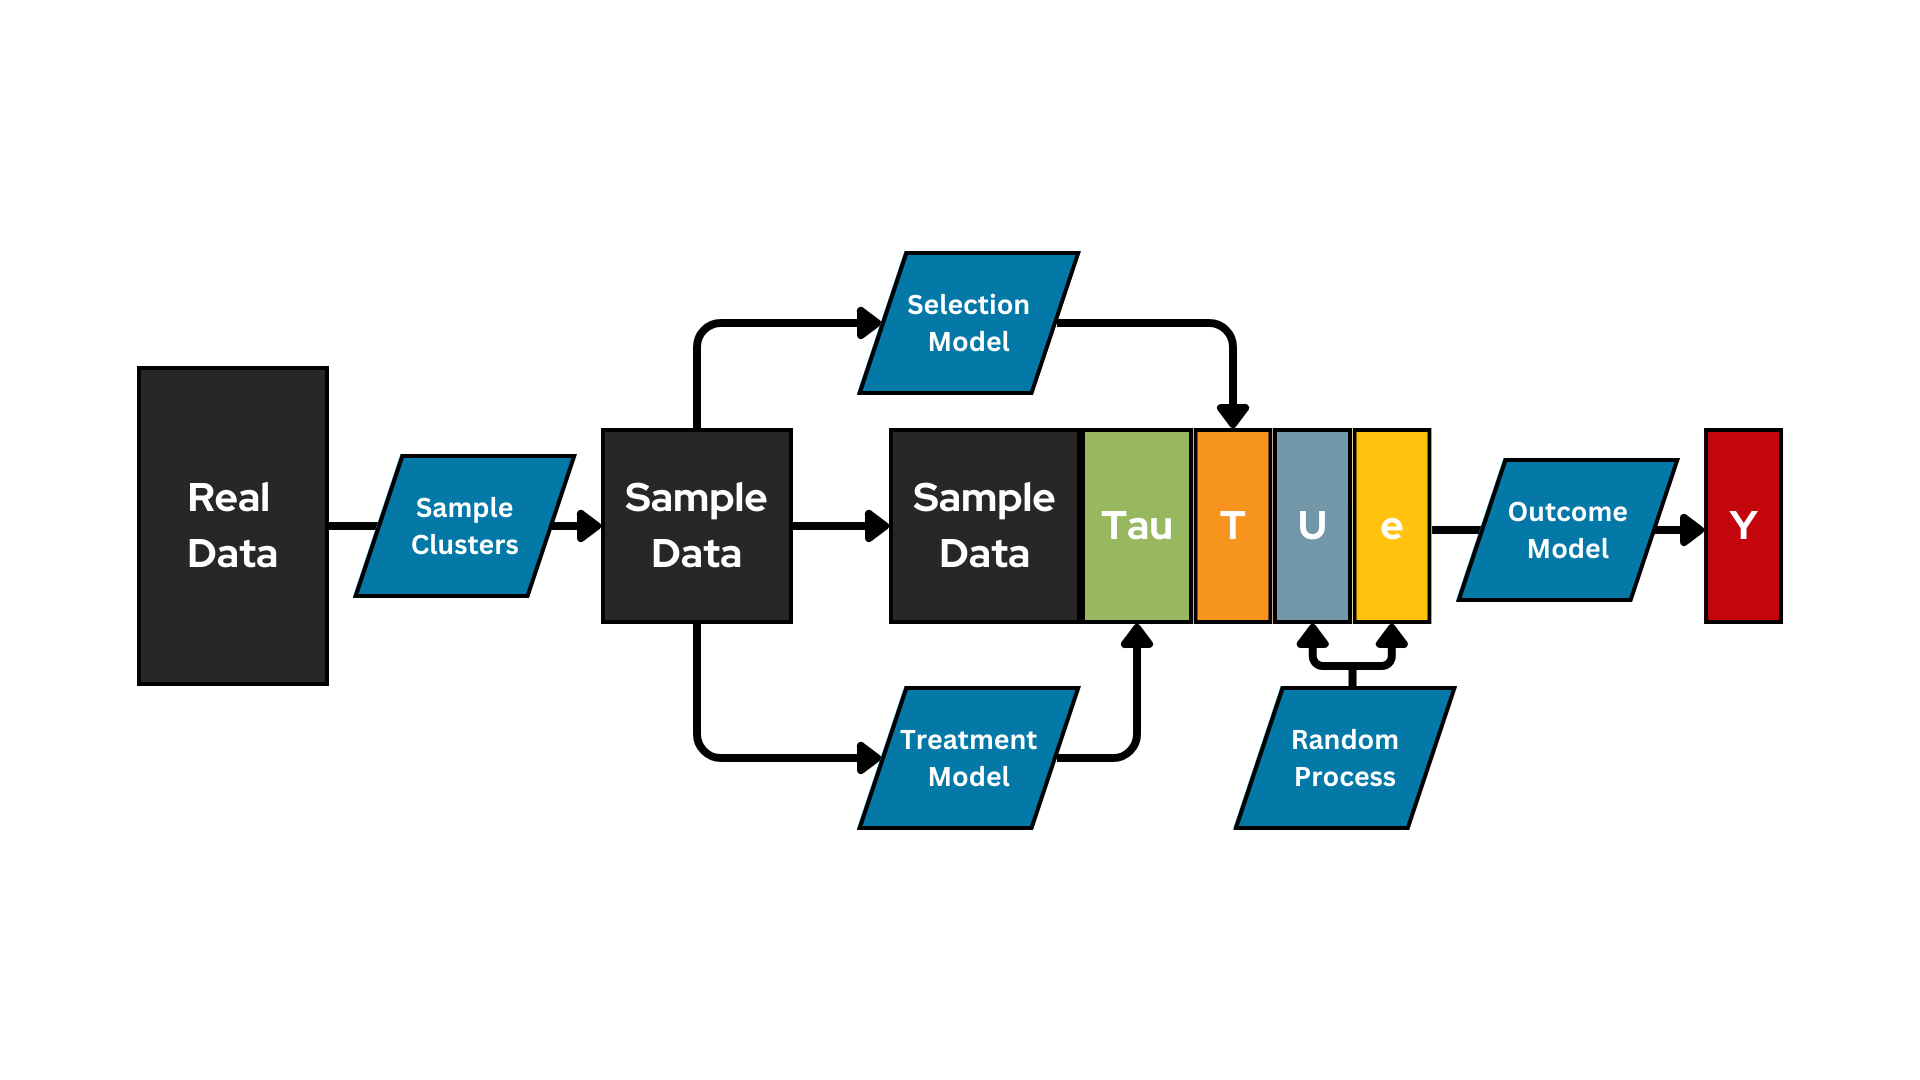 Selection
Model
Real
Data
Sample
Clusters
Sample
Data
Sample
Data
Tau
T
U
e
Outcome
Model
Y
Treatment
Model
Random
Process